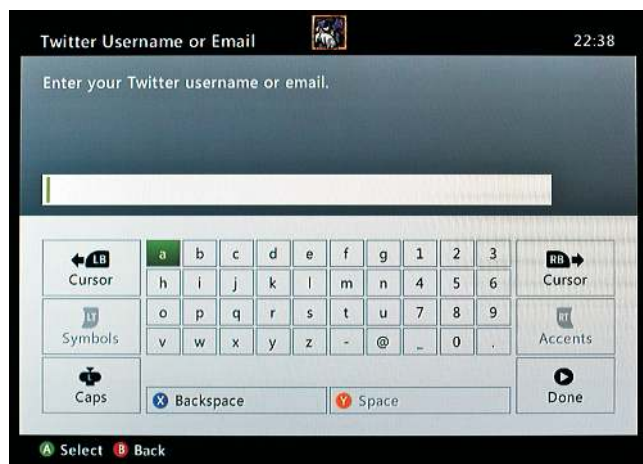 Twitter Username or Email 22:38
Enter your Twitter username or email.
LB a b c d e f g 1 2 3 RB
Cursor h i j k l m n 4 5 6 Cursor
LT o p q r s t u 7 8 9 RT
Symbols v w x y z - @ _ 0 . Accents
L
Caps X Backspace Y Space Done
A Select B Back